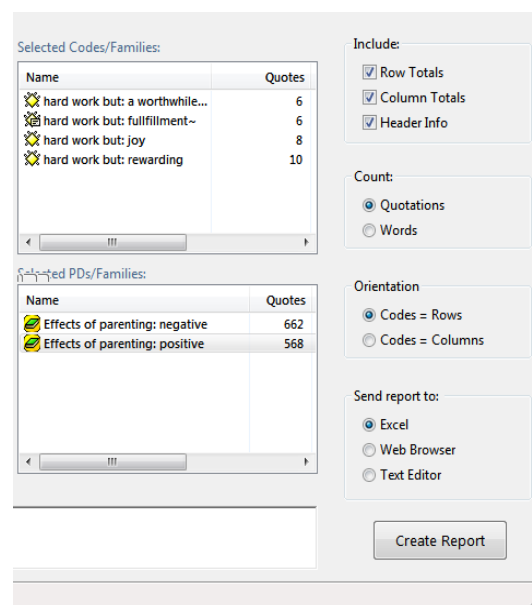 Selected Codes/Families:
Name Quotes
hard work but: a worthwhile... 6
hard work but: fullfillment~ 6
hard work but: joy 8
hard work but: rewarding 10
Selected PDs/Families:
Name Quotes
Effects of parenting: negative 662
Effects of parenting: positive 568
Include:
Row Totals
Column Totals
Header Info
Count:
Quotations
Words
Orientation
Codes = Rows
Codes = Columns
Send report to:
Excel
Web Browser
Text Editor
Create Report